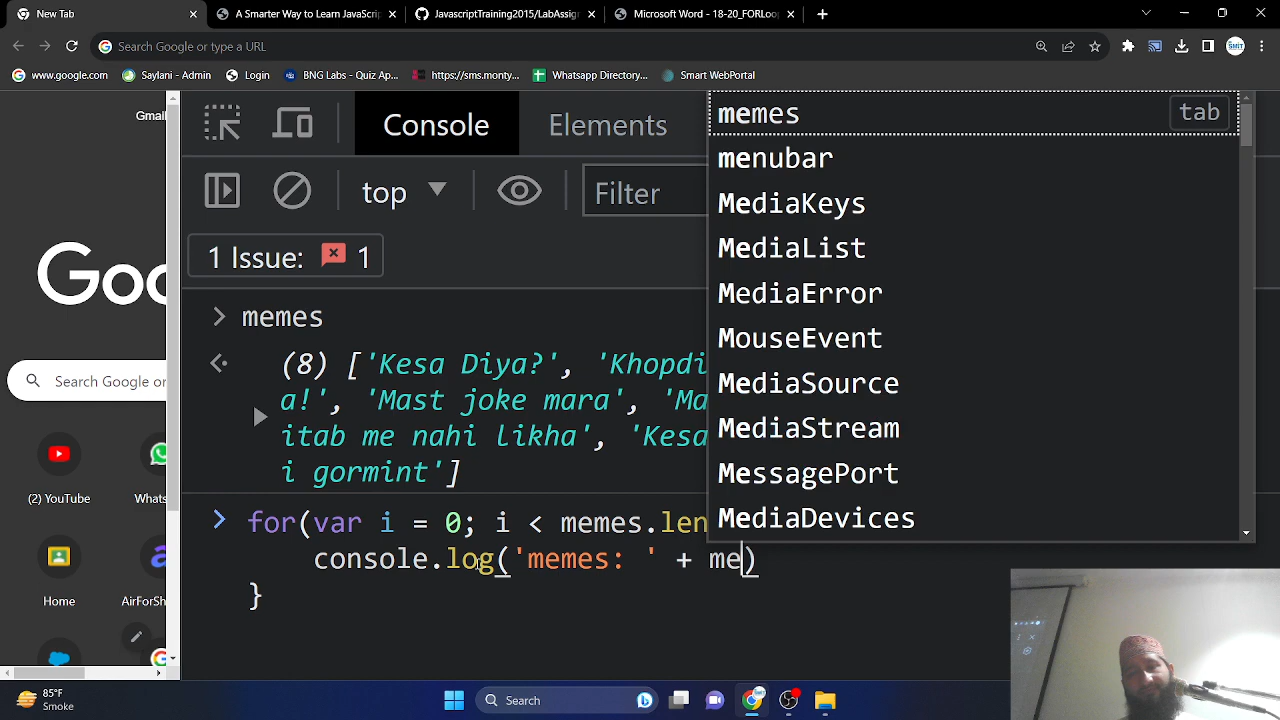 New Tab
A Smarter Way to Learn JavaScri
JavascriptTraining2015/LabAssig
Microsoft Word - 18-20_FORLoo
Search Google or type a URL
www.google.com
Saylani - Admin
Login
BNG Labs - Quiz Ap...
https://sms.monty...
Whatsapp Directory...
Smart WebPortal
Gmail
Console
Elements
top
Filter
1 Issue: 1
memes
(8) ['Kesa Diya?', 'Khopdi
a!', 'Mast joke mara', 'Ma
itab me nahi likha', 'Kesa
i gormint']
for(var i = 0; i < memes.len
console.log('memes: ' + me)
}
memes tab
menubar
MediaKeys
MediaList
MediaError
MouseEvent
MediaSource
MediaStream
MessagePort
MediaDevices
Goo
Search Google or
(2) YouTube
Whats
Home
Admin
85°F
Smoke
Search